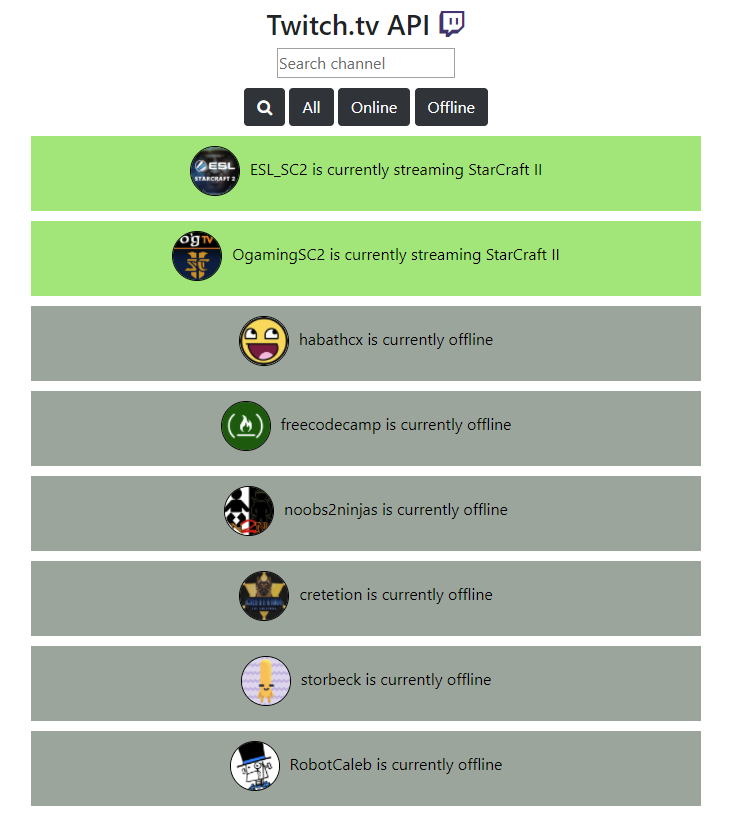 Twitch.tv API
Search channel
All
Online
Offline
ESL
STARCRAFT 2
ESL_SC2 is currently streaming StarCraft II
O'G TV
SC
OgamingSC2 is currently streaming StarCraft II
habathcx is currently offline
freecodecamp is currently offline
noobs2ninjas is currently offline
cretetion is currently offline
storbeck is currently offline
RobotCaleb is currently offline